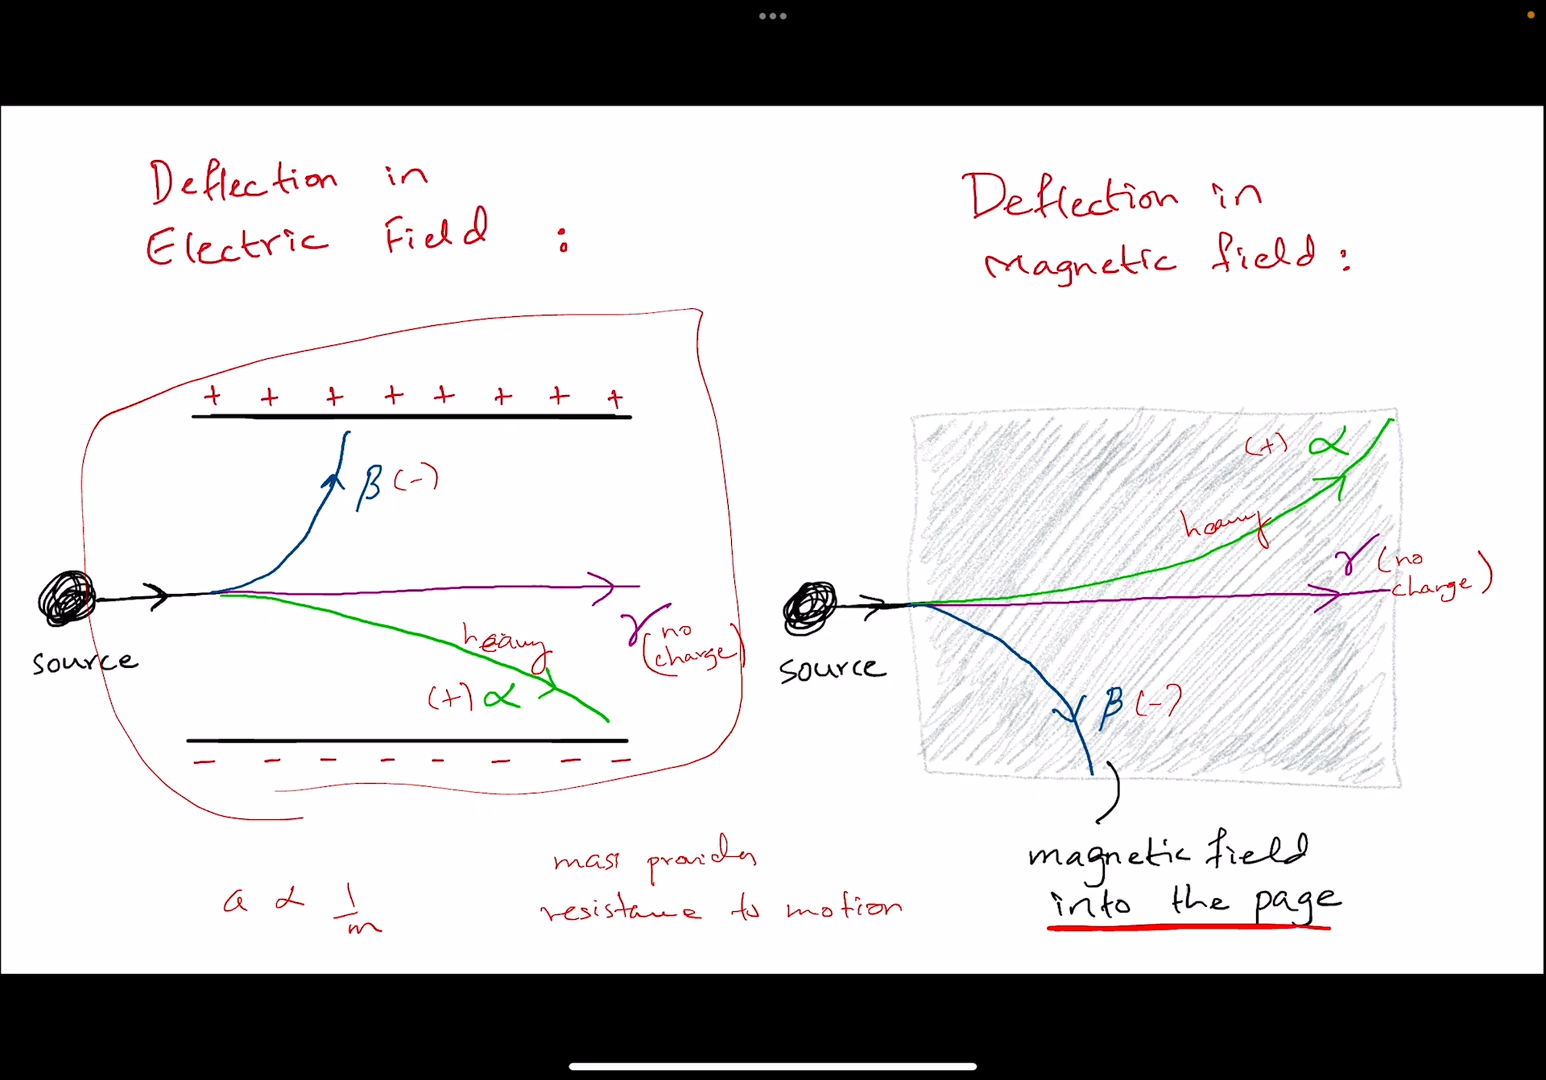 Deflection in
Electric Field :
+ + + + + + + +
β (-)
source
γ (no
charge)
heavy
(+) α
- - - - - - - -
a ∝ 1/m
mass provides
resistance to motion
Deflection in
magnetic field :
(+) α
heavy
γ (no
charge)
source
β (-)
magnetic field
into the page